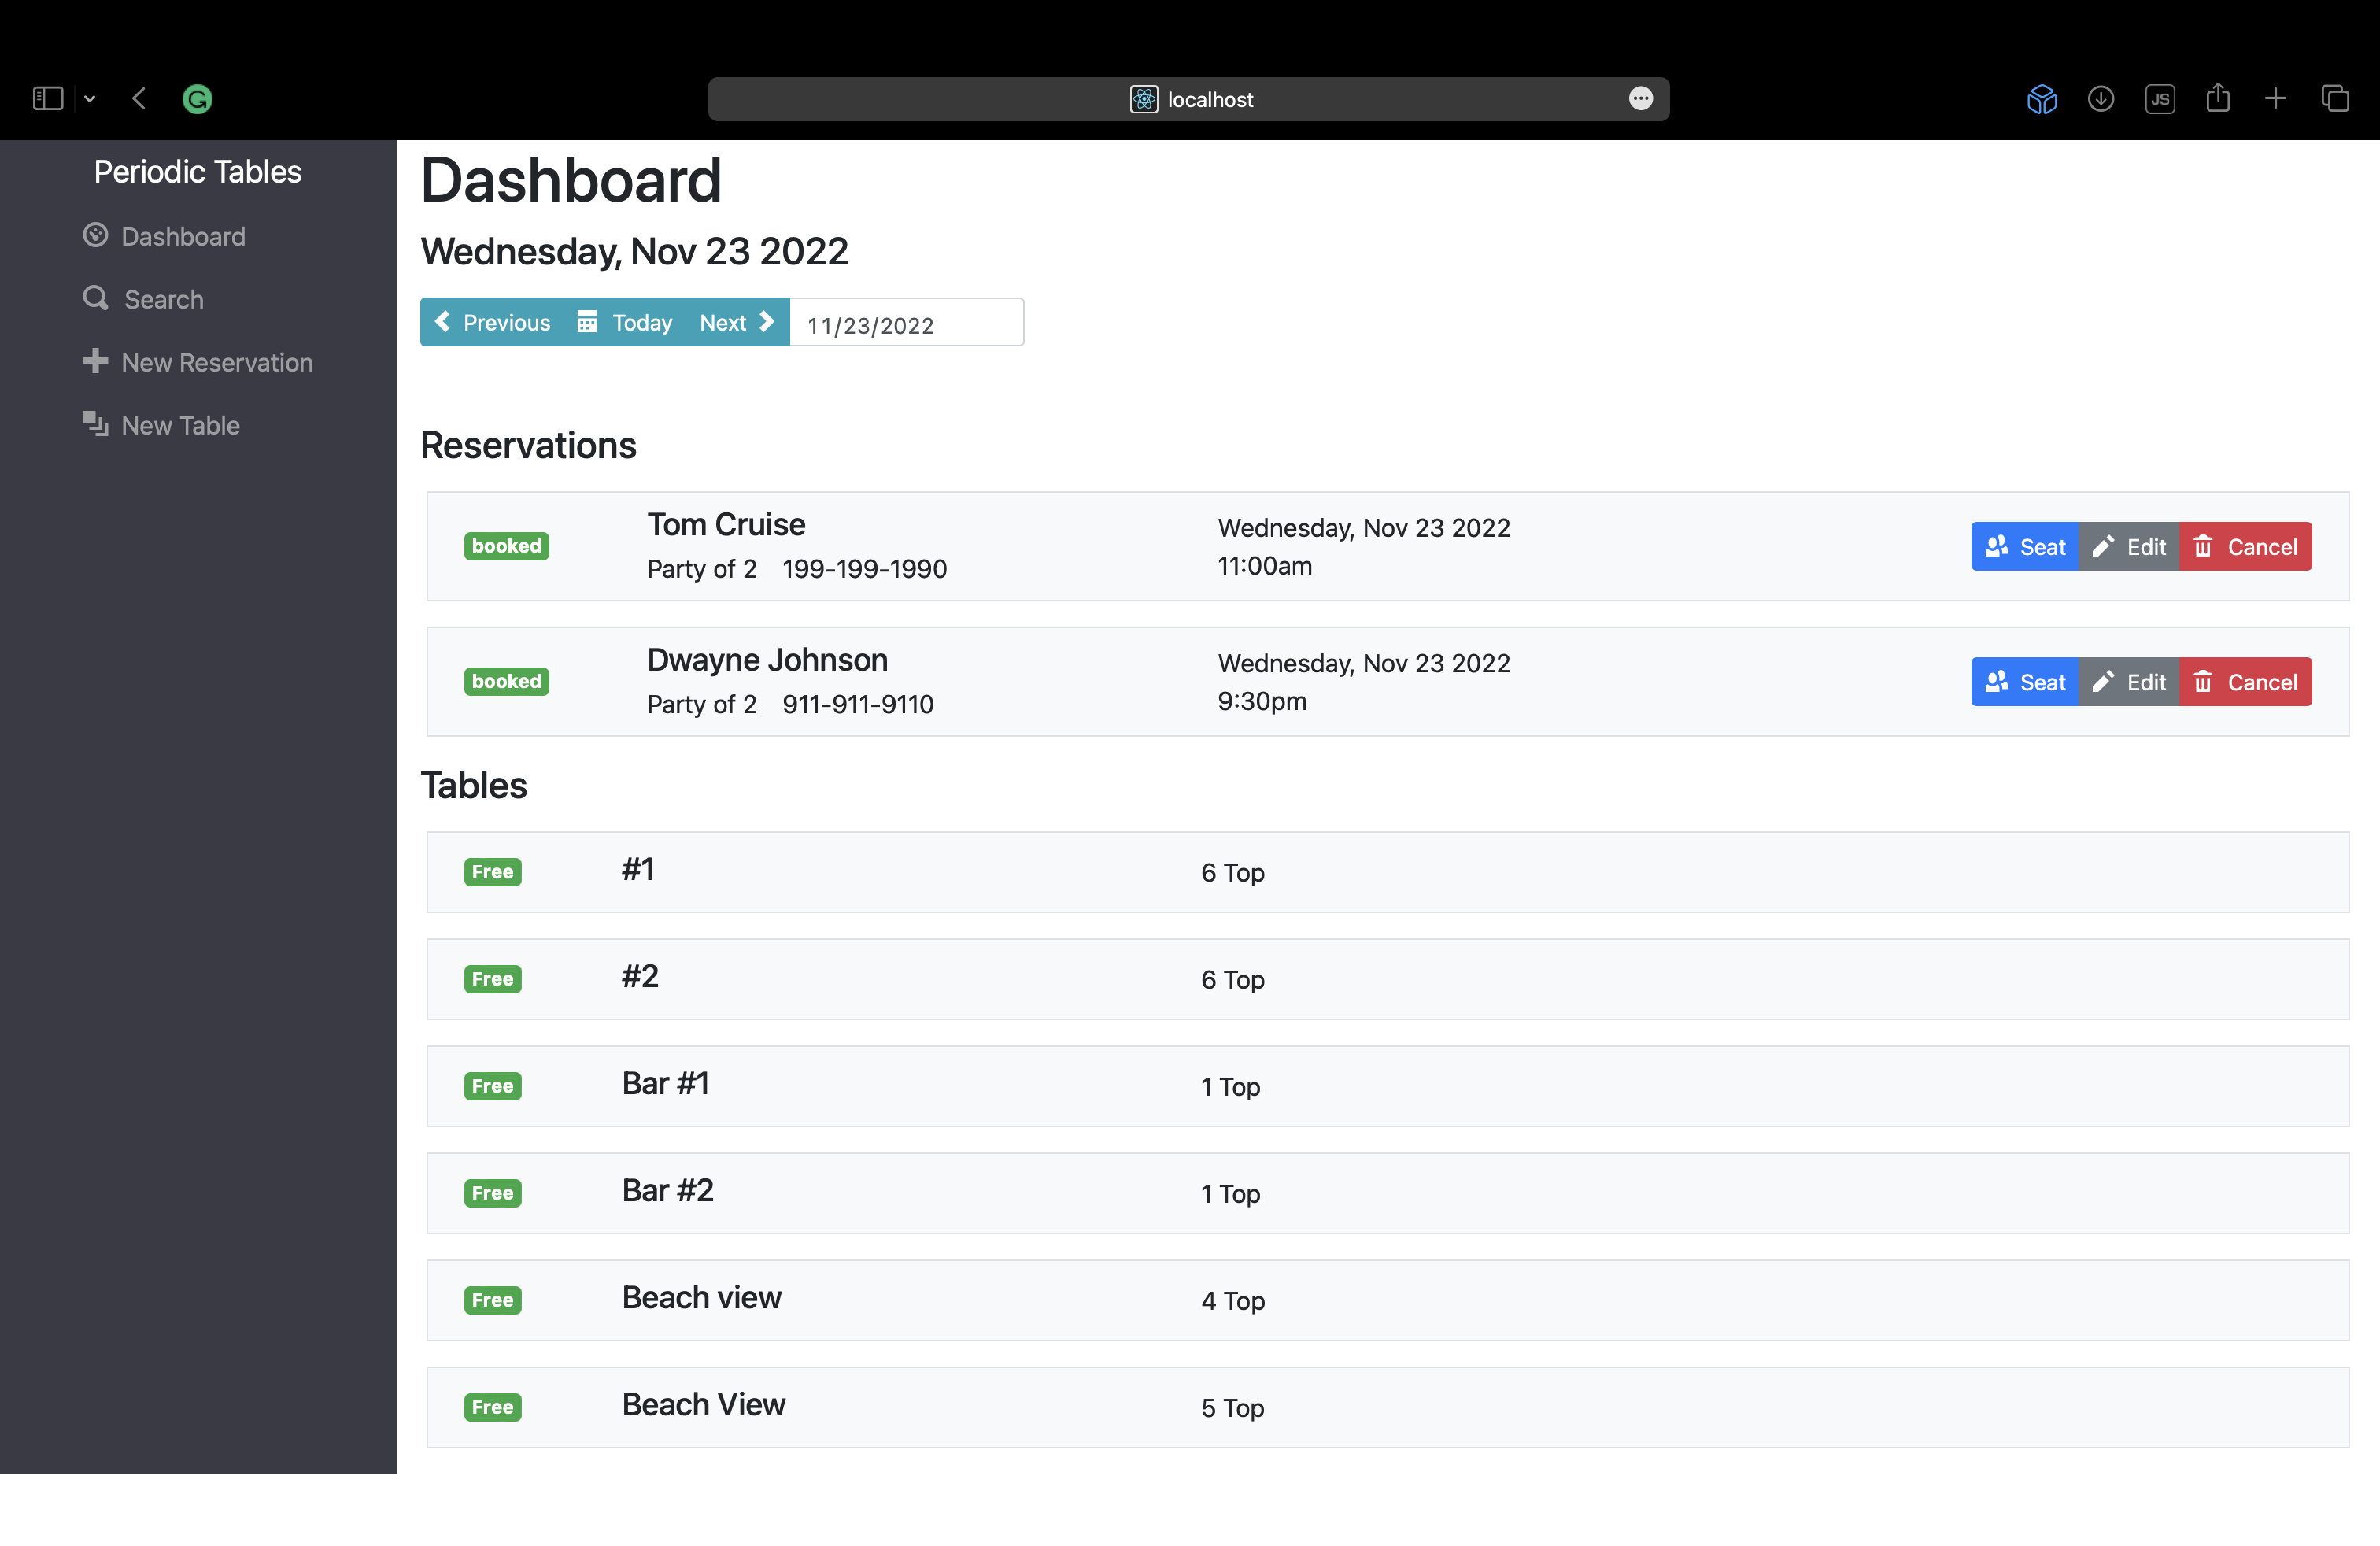 localhost
JS
Periodic Tables
Dashboard
Search
New Reservation
New Table
Dashboard
Wednesday, Nov 23 2022
Previous Today Next 11/23/2022
Reservations
booked Tom Cruise Wednesday, Nov 23 2022 Seat Edit Cancel
Party of 2 199-199-1990 11:00am
booked Dwayne Johnson Wednesday, Nov 23 2022 Seat Edit Cancel
Party of 2 911-911-9110 9:30pm
Tables
Free #1 6 Top
Free #2 6 Top
Free Bar #1 1 Top
Free Bar #2 1 Top
Free Beach view 4 Top
Free Beach View 5 Top